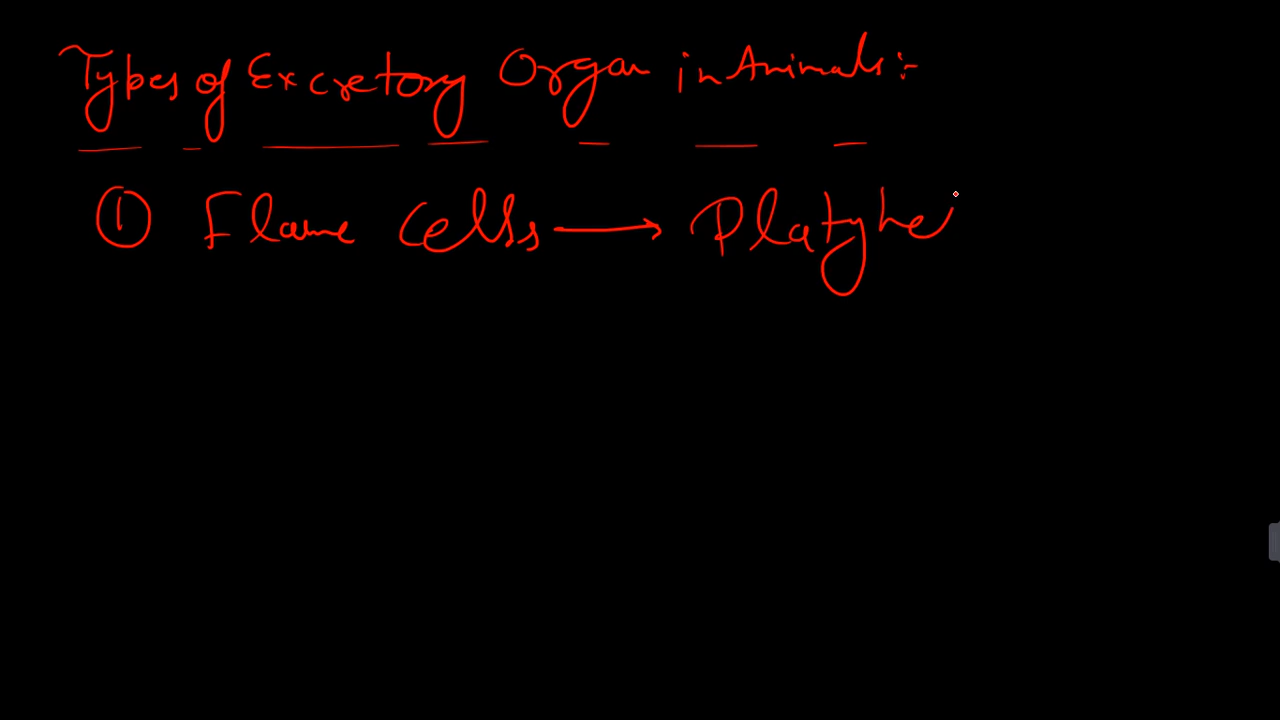 Types of Excretory Organ in Animals:-
① Flame Cells → Platyhe